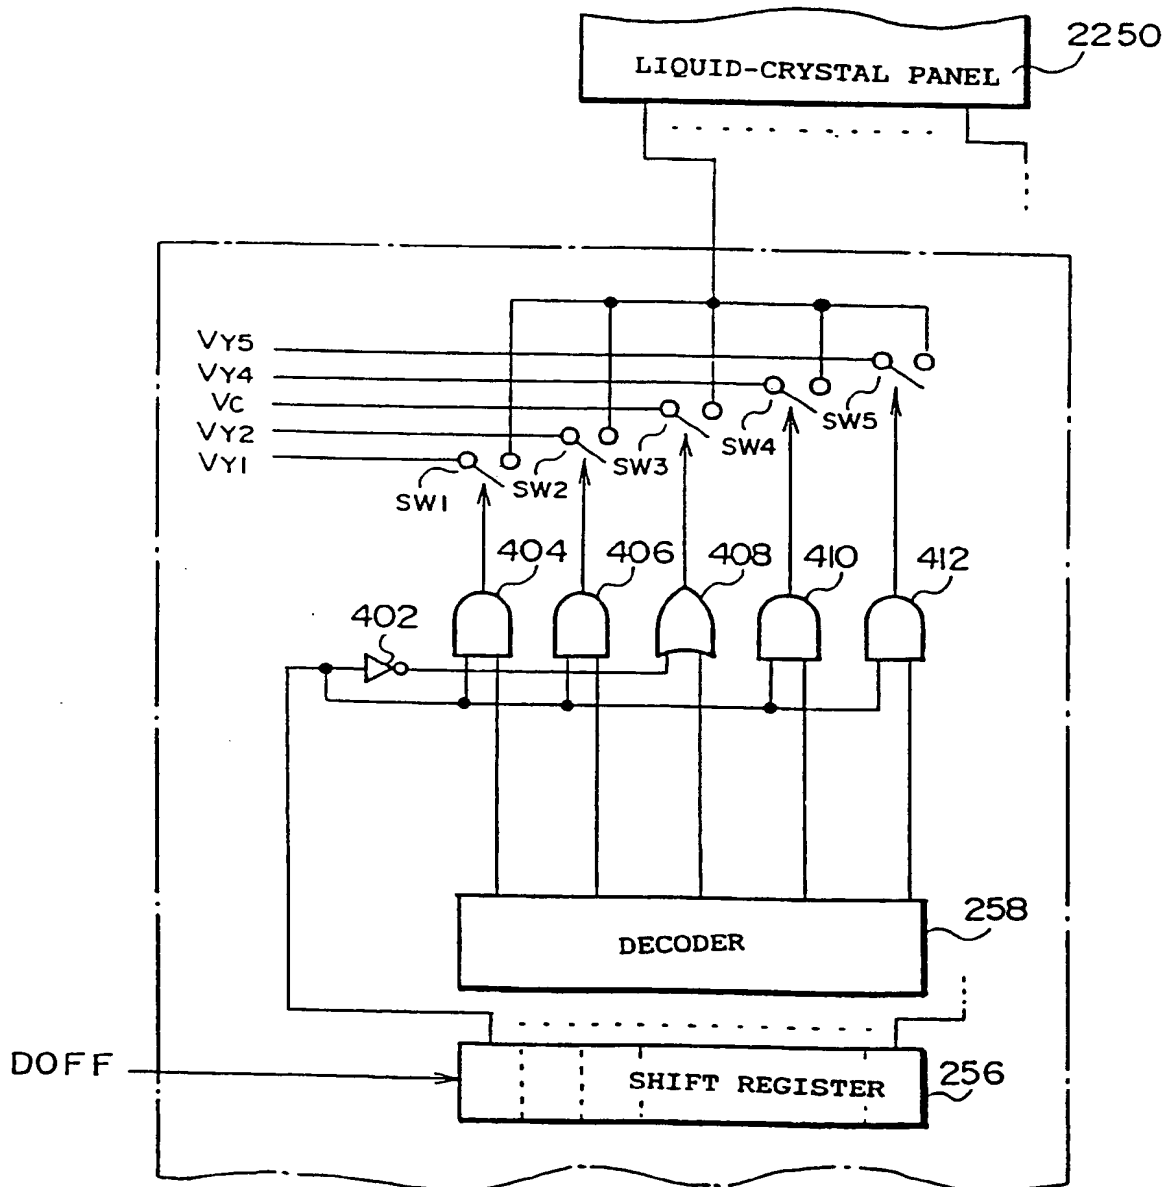 2250
LIQUID-CRYSTAL PANEL
VY5
VY4
VC
VY2
VY1
SW1
SW2
SW3
SW4
SW5
404
406
408
410
412
402
DECODER
258
DOFF
SHIFT REGISTER
256